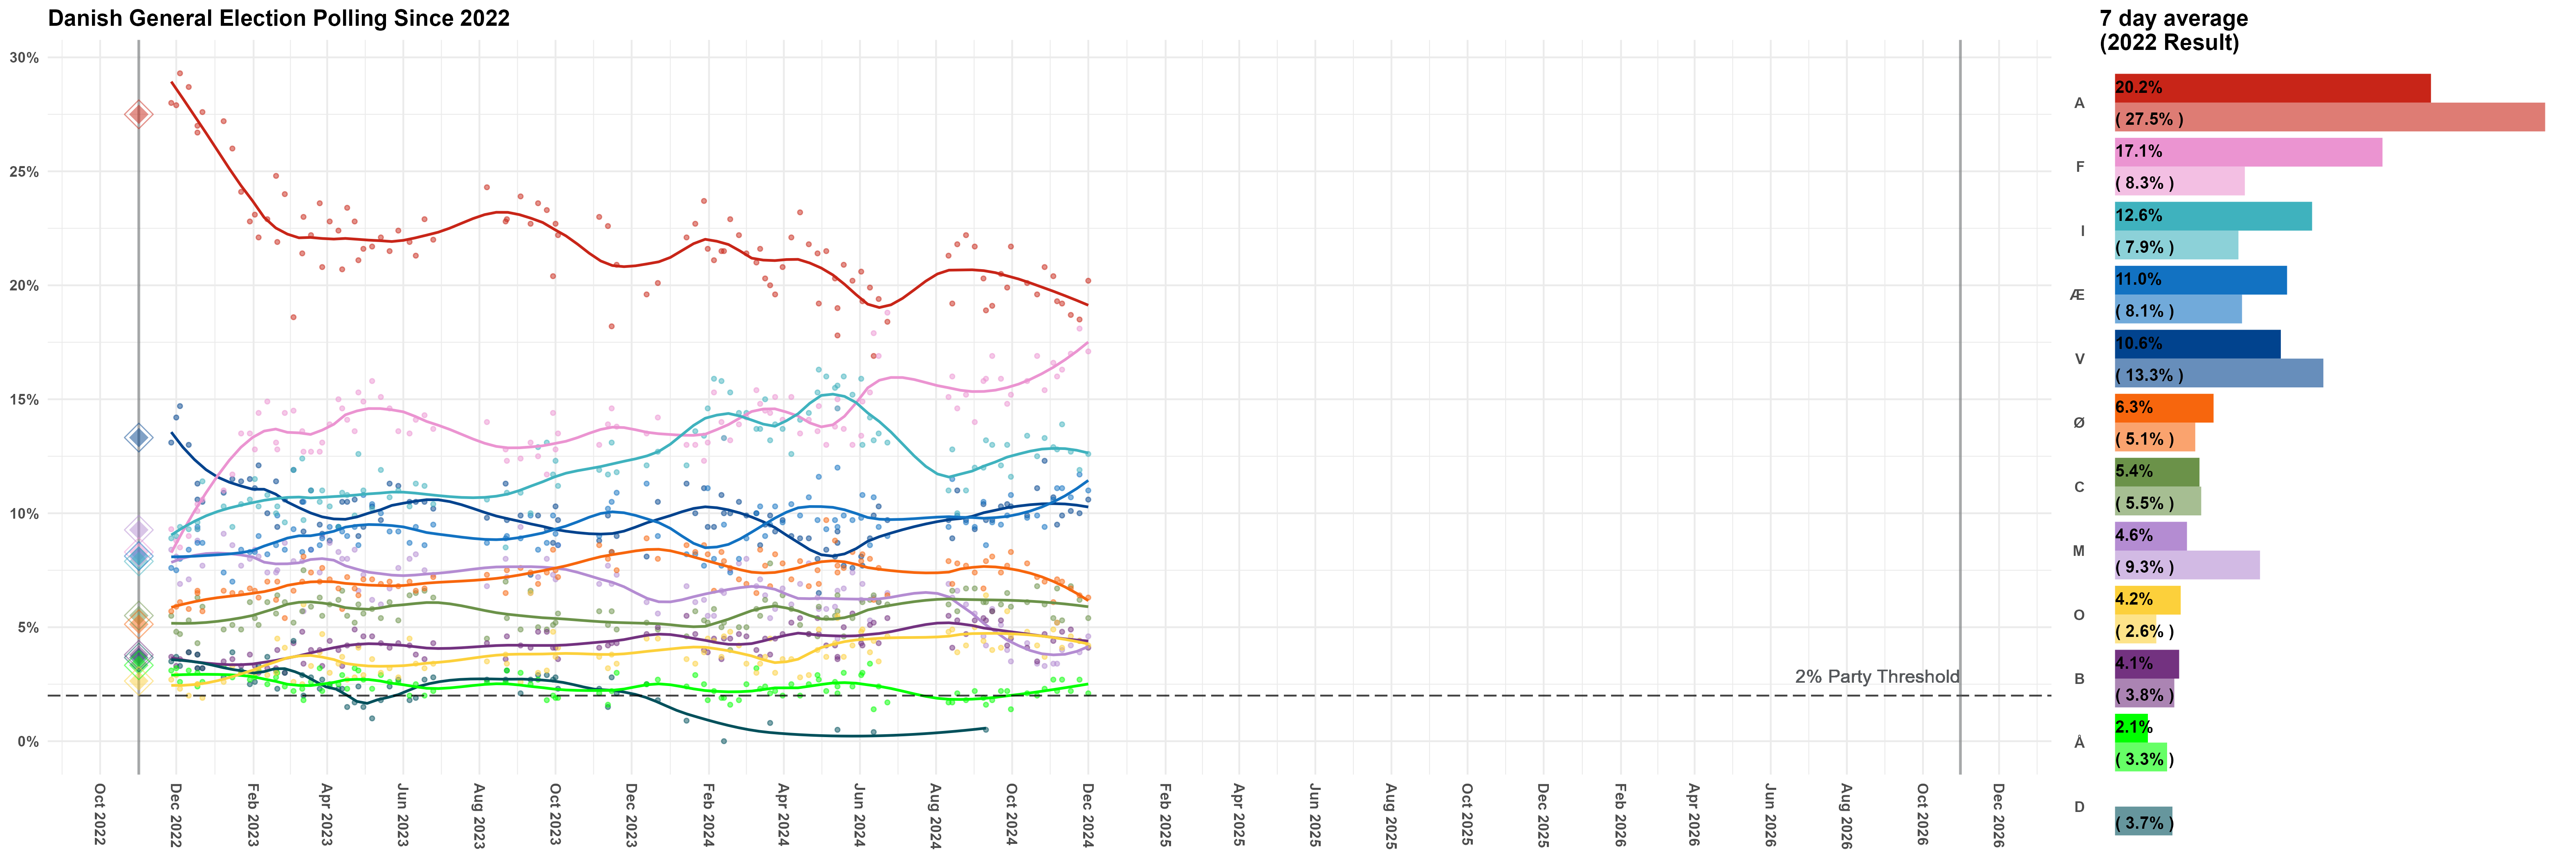 Danish General Election Polling Since 2022
30%
25%
20%
15%
10%
5%
0%
2% Party Threshold
Oct 2022
Dec 2022
Feb 2023
Apr 2023
Jun 2023
Aug 2023
Oct 2023
Dec 2023
Feb 2024
Apr 2024
Jun 2024
Aug 2024
Oct 2024
Dec 2024
Feb 2025
Apr 2025
Jun 2025
Aug 2025
Oct 2025
Dec 2025
Feb 2026
Apr 2026
Jun 2026
Aug 2026
Oct 2026
Dec 2026
7 day average
(2022 Result)
A
20.2%
( 27.5% )
F
17.1%
( 8.3% )
I
12.6%
( 7.9% )
Æ
11.0%
( 8.1% )
V
10.6%
( 13.3% )
Ø
6.3%
( 5.1% )
C
5.4%
( 5.5% )
M
4.6%
( 9.3% )
O
4.2%
( 2.6% )
B
4.1%
( 3.8% )
Å
2.1%
( 3.3% )
D
( 3.7% )